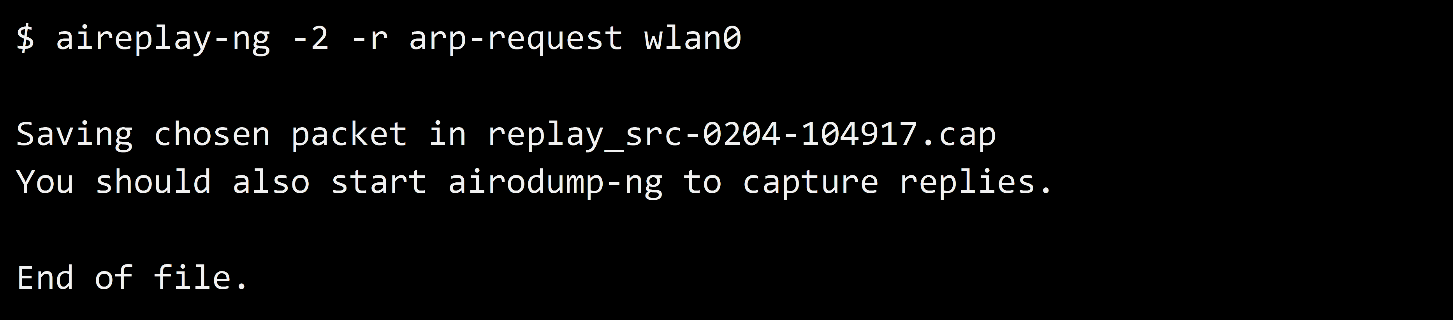 $ aireplay-ng -2 -r arp-request wlan0
Saving chosen packet in replay_src-0204-104917.cap
You should also start airodump-ng to capture replies.
End of file.